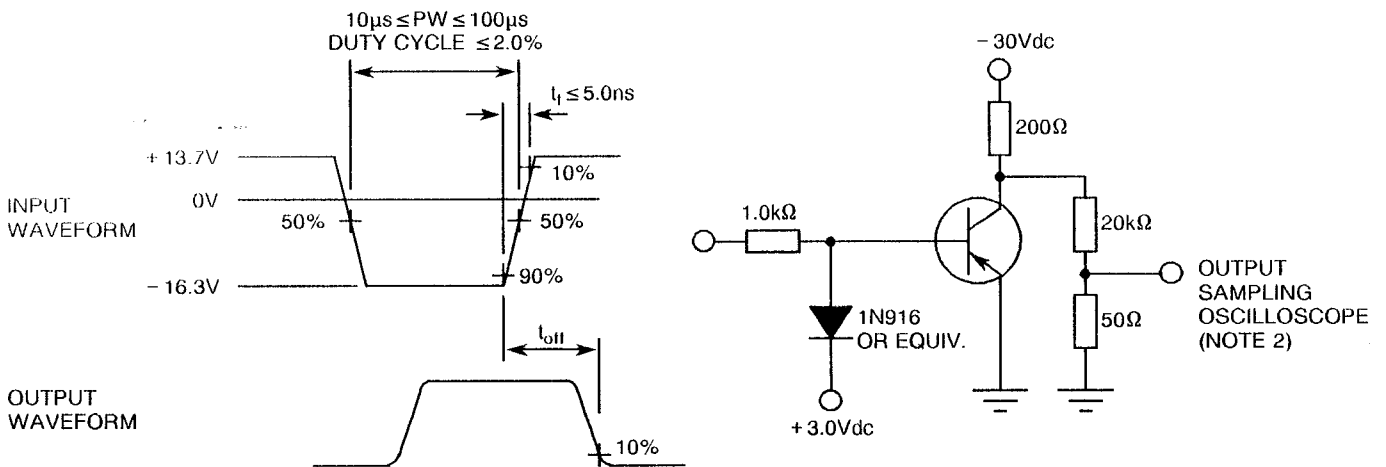 10µs ≤ PW ≤ 100µs
DUTY CYCLE ≤2.0%
tf ≤ 5.0ns
+ 13.7V
10%
0V
INPUT
WAVEFORM
50%
50%
90%
− 16.3V
toff
OUTPUT
WAVEFORM
10%
− 30Vdc
200Ω
1.0kΩ
20kΩ
1N916
OR EQUIV.
+ 3.0Vdc
OUTPUT
SAMPLING
OSCILLOSCOPE
(NOTE 2)
50Ω